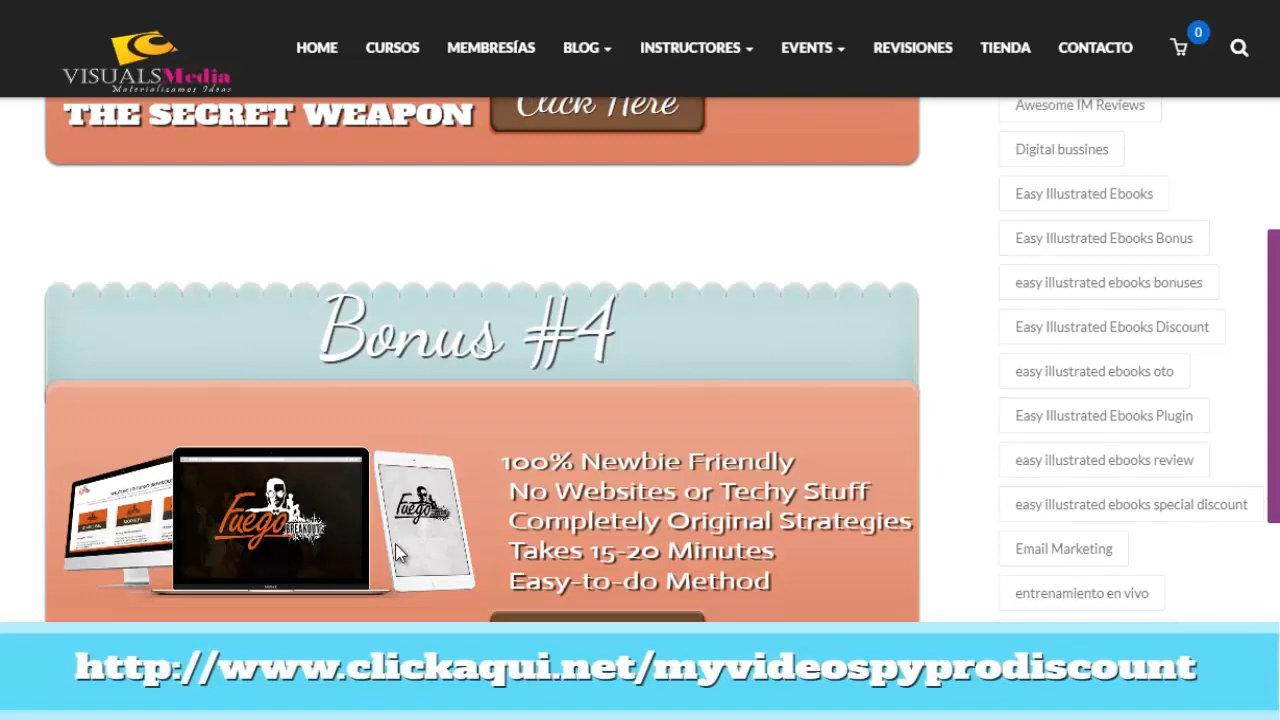 VISUALSMedia
Materializamos Ideas
HOME CURSOS MEMBRESÍAS BLOG INSTRUCTORES EVENTS REVISIONES TIENDA CONTACTO 0
THE SECRET WEAPON
Click Here
Bonus #4
Fuego
BREAKOUT
100% Newbie Friendly
No Websites or Techy Stuff
Completely Original Strategies
Takes 15-20 Minutes
Easy-to-do Method
Awesome IM Reviews
Digital bussines
Easy Illustrated Ebooks
Easy Illustrated Ebooks Bonus
easy illustrated ebooks bonuses
Easy Illustrated Ebooks Discount
easy illustrated ebooks oto
Easy Illustrated Ebooks Plugin
easy illustrated ebooks review
easy illustrated ebooks special discount
Email Marketing
entrenamiento en vivo
http://www.clickaqui.net/myvideospyprodiscount